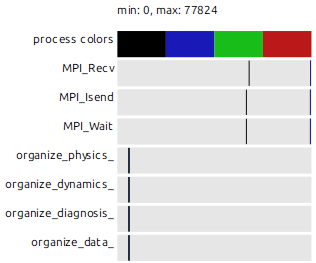 min: 0, max: 77824
process colors
MPI_Recv
MPI_Isend
MPI_Wait
organize_physics_
organize_dynamics_
organize_diagnosis_
organize_data_